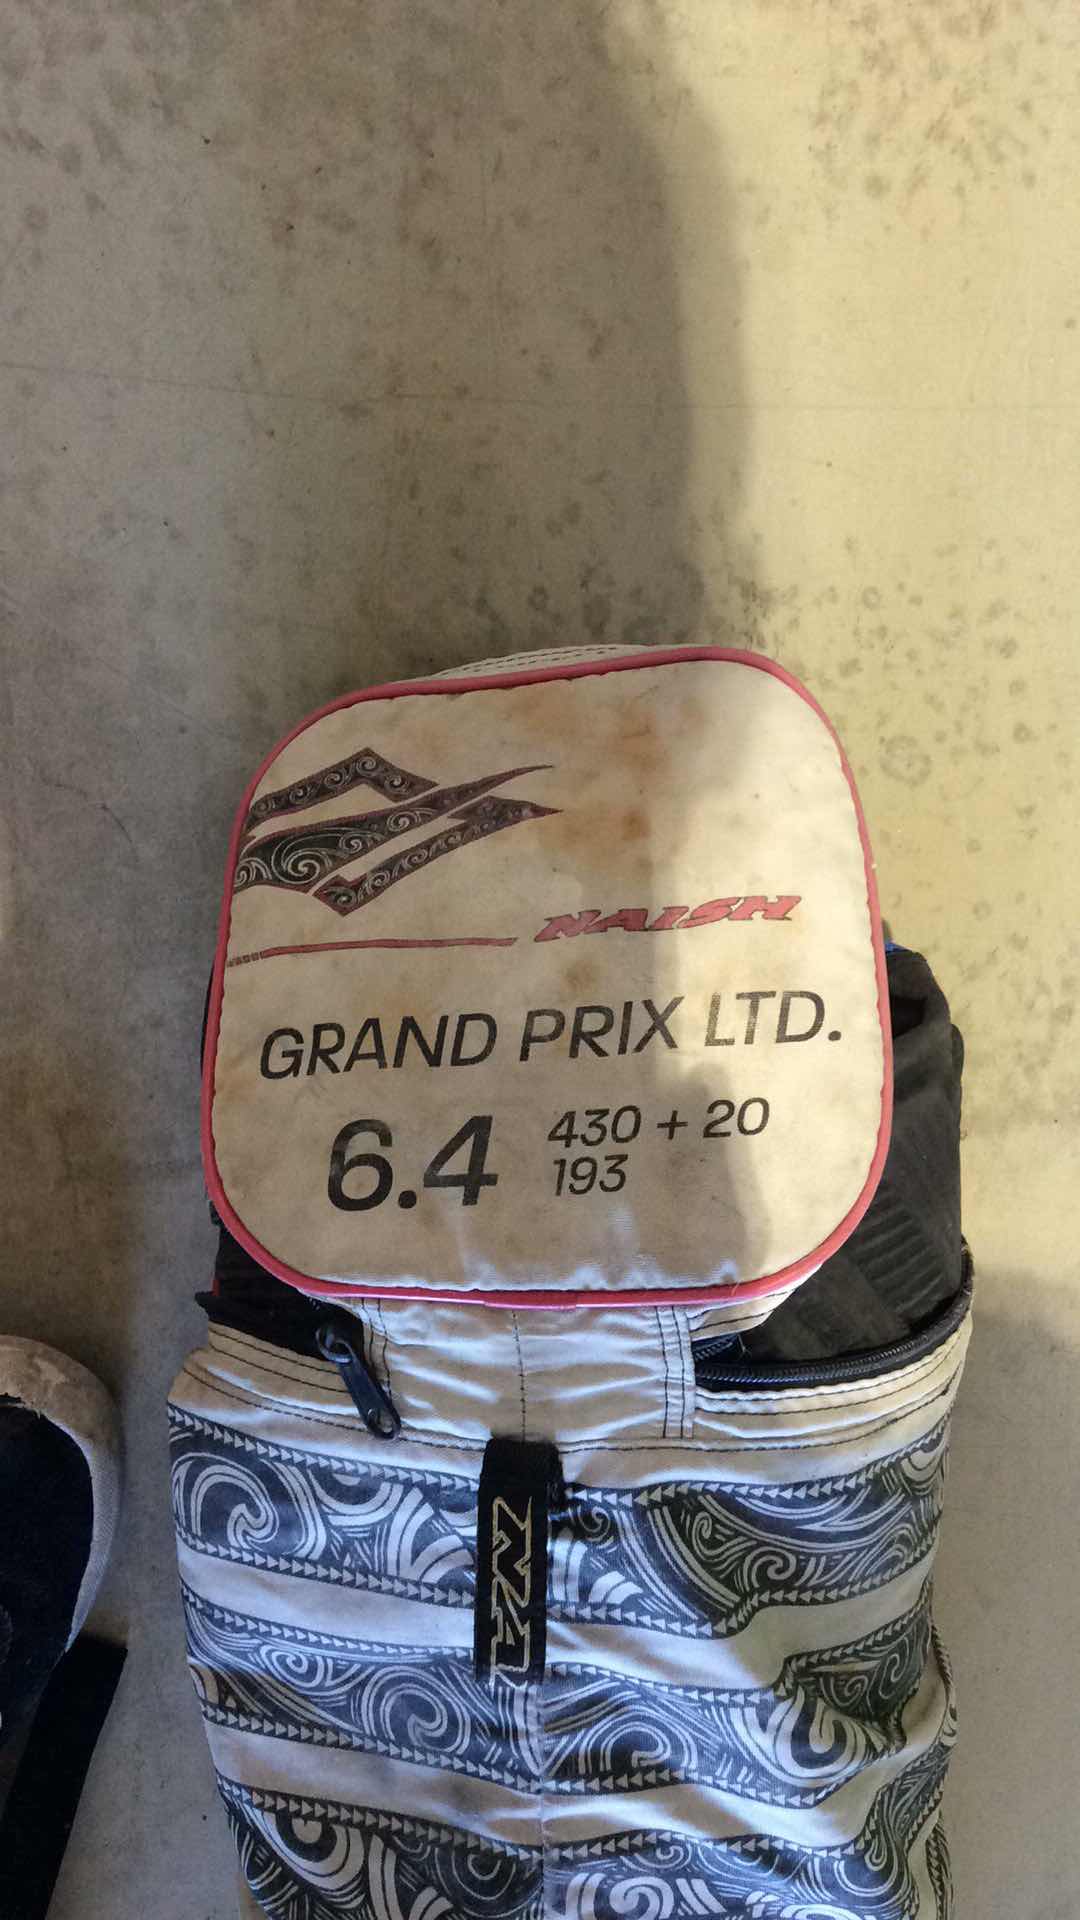 NAISH
GRAND PRIX LTD.
6.4 430 + 20
193
NA